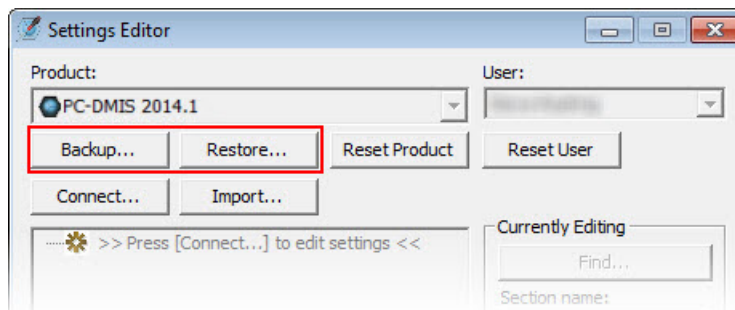 Settings Editor
Product: User:
PC-DMIS 2014.1
Backup... Restore... Reset Product Reset User
Connect... Import...
>> Press [Connect...] to edit settings <<
Currently Editing
Find...
Section name: